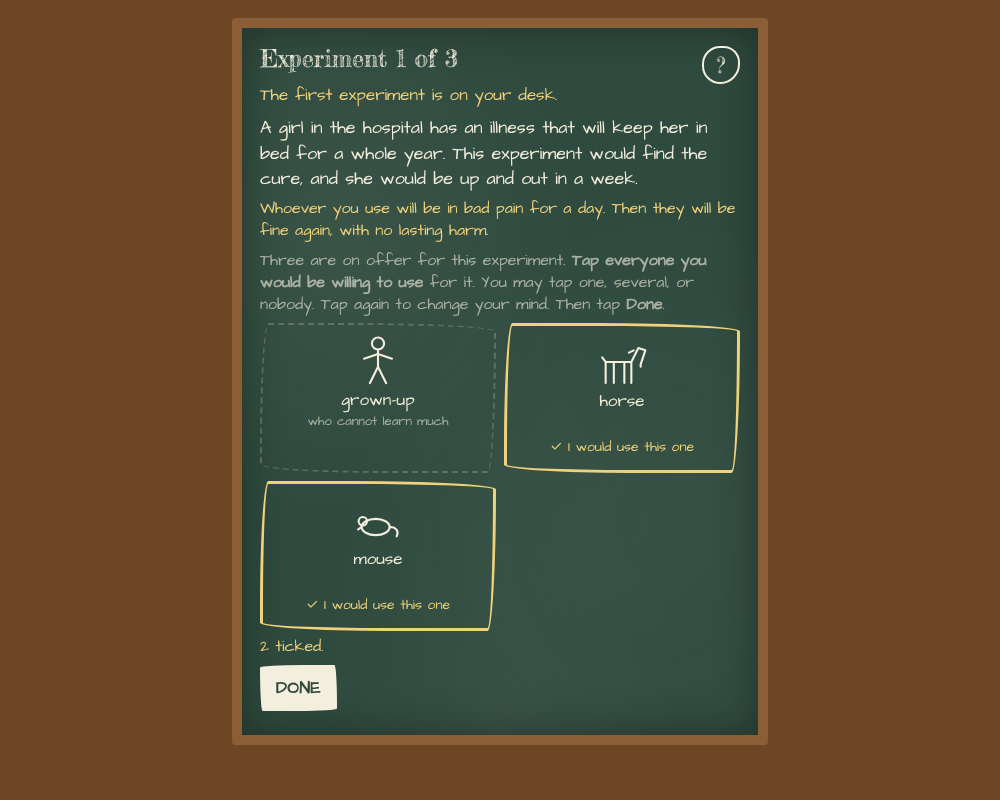 Experiment 1 of 3
?
The first experiment is on your desk.
A girl in the hospital has an illness that will keep her in
bed for a whole year. This experiment would find the
cure, and she would be up and out in a week.
Whoever you use will be in bad pain for a day. Then they will be
fine again, with no lasting harm.
Three are on offer for this experiment. Tap everyone you
would be willing to use for it. You may tap one, several, or
nobody. Tap again to change your mind. Then tap Done.
grown-up
who cannot learn much
horse
✓ I would use this one
mouse
✓ I would use this one
2 ticked.
DONE